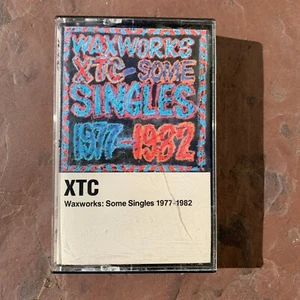 WAXWORKS
XTC-SOME
SINGLES
1977-1982
XTC
Waxworks: Some Singles 1977-1982